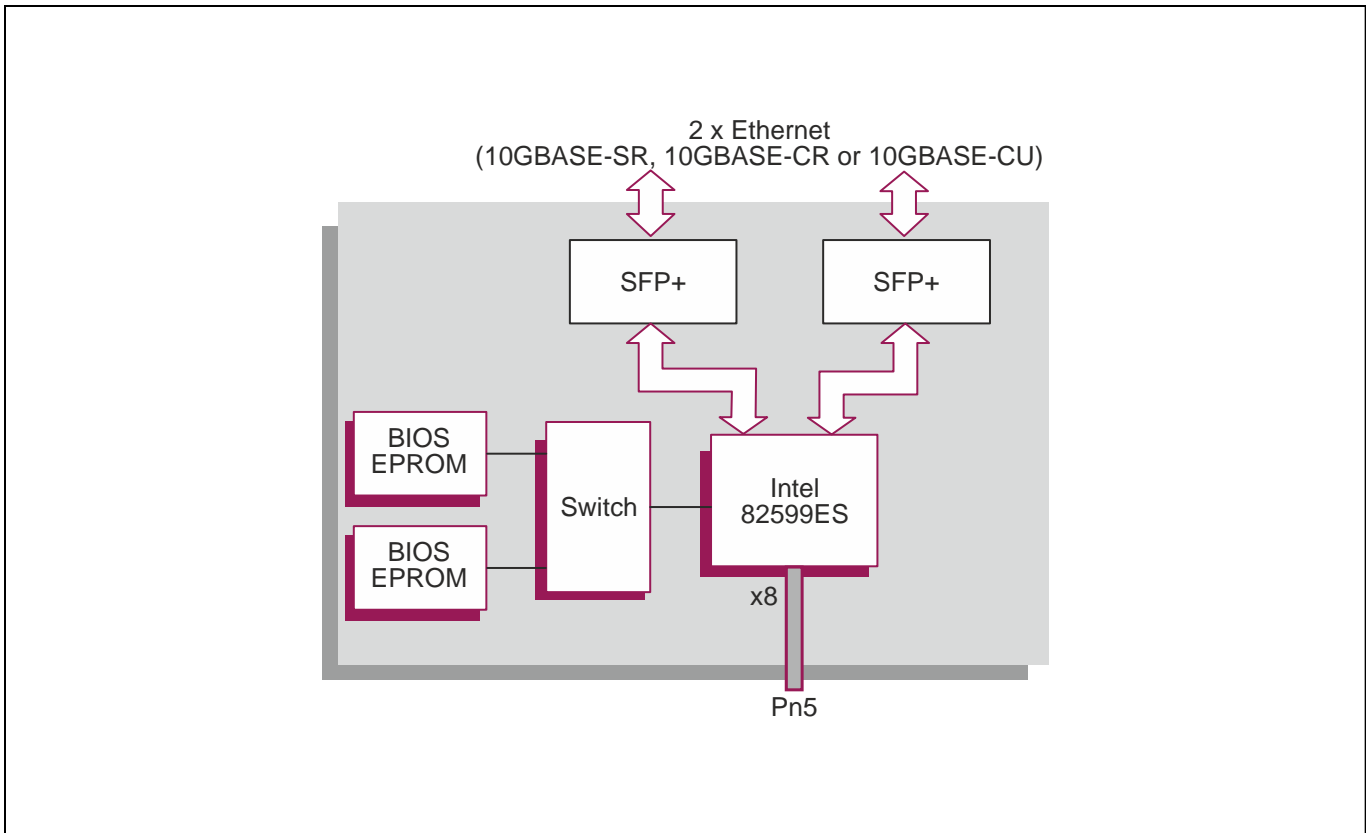 2 x Ethernet
(10GBASE-SR, 10GBASE-CR or 10GBASE-CU)
SFP+
SFP+
BIOS
EPROM
Switch
Intel
82599ES
BIOS
EPROM
x8
Pn5